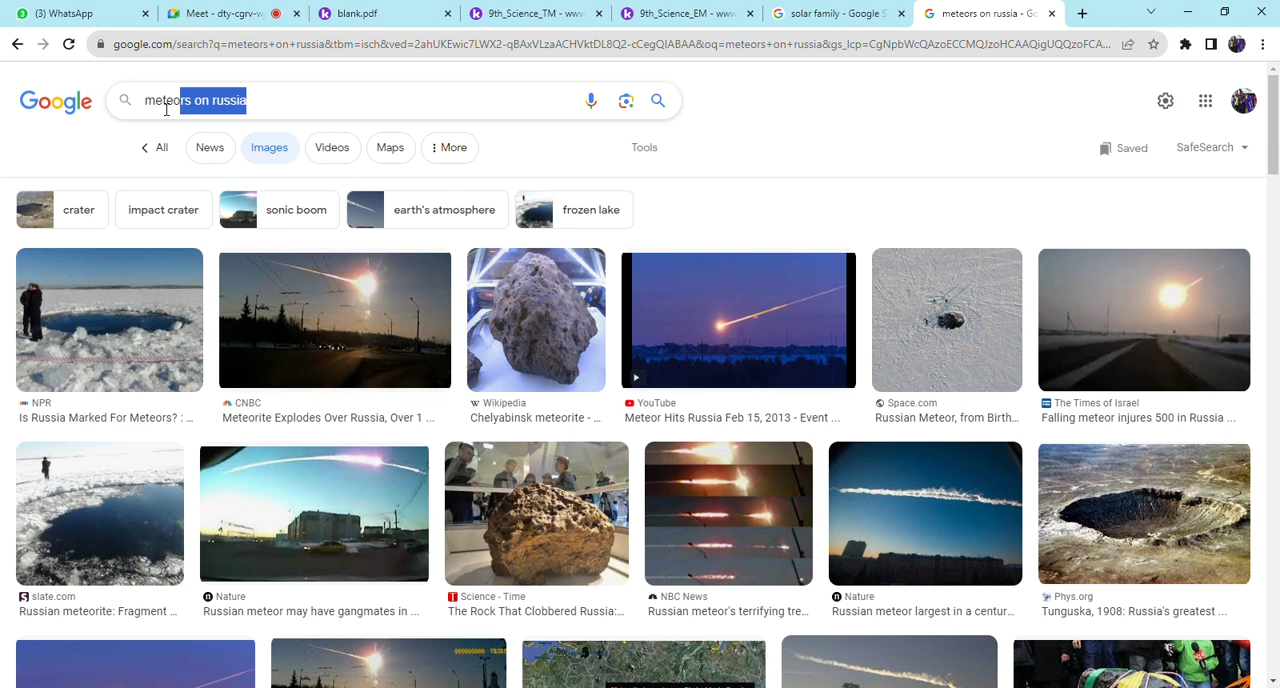 (3) WhatsApp
Meet - dty-cgrv-w
blank.pdf
9th_Science_TM - www
9th_Science_EM - www
solar family - Google S
meteors on russia - Go
google.com/search?q=meteors+on+russia&tbm=isch&ved=2ahUKEwic7LWX2-qBAxVLzaACHVktDL8Q2-cCegQIABAA&oq=meteors+on+russia&gs_lcp=CgNpbWcQAzoECCMQJzoHCAAQigUQQzoFCA...
Google
meteors on russia
All
News
Images
Videos
Maps
More
Tools
Saved
SafeSearch
crater
impact crater
sonic boom
earth's atmosphere
frozen lake
NPR
Is Russia Marked For Meteors? : ...
CNBC
Meteorite Explodes Over Russia, Over 1 ...
Wikipedia
Chelyabinsk meteorite - ...
YouTube
Meteor Hits Russia Feb 15, 2013 - Event ...
Space.com
Russian Meteor, from Birth...
The Times of Israel
Falling meteor injures 500 in Russia ...
slate.com
Russian meteorite: Fragment ...
Nature
Russian meteor may have gangmates in ...
Science - Time
The Rock That Clobbered Russia:...
NBC News
Russian meteor's terrifying tre...
Nature
Russian meteor largest in a centur...
Phys.org
Tunguska, 1908: Russia's greatest ...